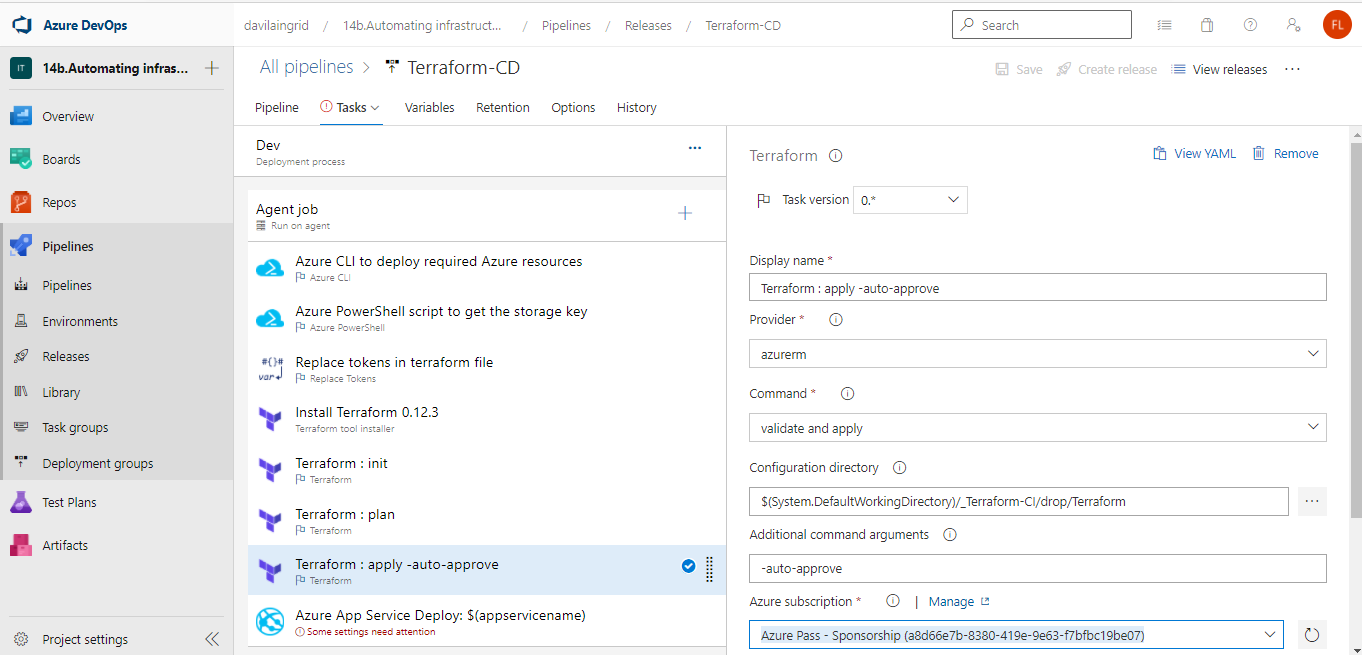 Azure DevOps
davilaingrid / 14b.Automating infrastruct... / Pipelines / Releases / Terraform-CD
Search
FL
IT 14b.Automating infras...
Overview
Boards
Repos
Pipelines
Pipelines
Environments
Releases
Library
Task groups
Deployment groups
Test Plans
Artifacts
Project settings
All pipelines > Terraform-CD
Save
Create release
View releases
...
Pipeline
Tasks
Variables
Retention
Options
History
Dev
Deployment process
...
Agent job
Run on agent
Azure CLI to deploy required Azure resources
Azure CLI
Azure PowerShell script to get the storage key
Azure PowerShell
#{}#
var
Replace tokens in terraform file
Replace Tokens
Install Terraform 0.12.3
Terraform tool installer
Terraform : init
Terraform
Terraform : plan
Terraform
Terraform : apply -auto-approve
Terraform
Azure App Service Deploy: $(appservicename)
Some settings need attention
Terraform
View YAML
Remove
Task version 0.*
Display name *
Terraform : apply -auto-approve
Provider *
azurerm
Command *
validate and apply
Configuration directory
$(System.DefaultWorkingDirectory)/_Terraform-CI/drop/Terraform
...
Additional command arguments
-auto-approve
Azure subscription * | Manage
Azure Pass - Sponsorship (a8d66e7b-8380-419e-9e63-f7bfbc19be07)